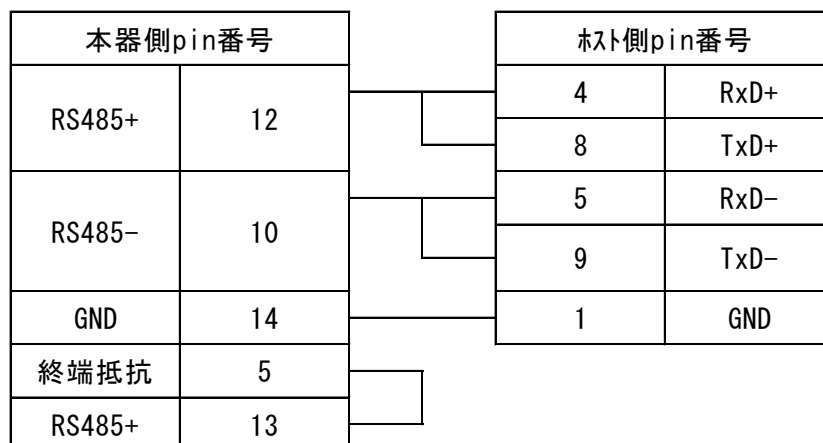 本器側pin番号
RS485+ 12
RS485− 10
GND 14
終端抵抗 5
RS485+ 13
ﾎｽﾄ側pin番号
4 RxD+
8 TxD+
5 RxD−
9 TxD−
1 GND